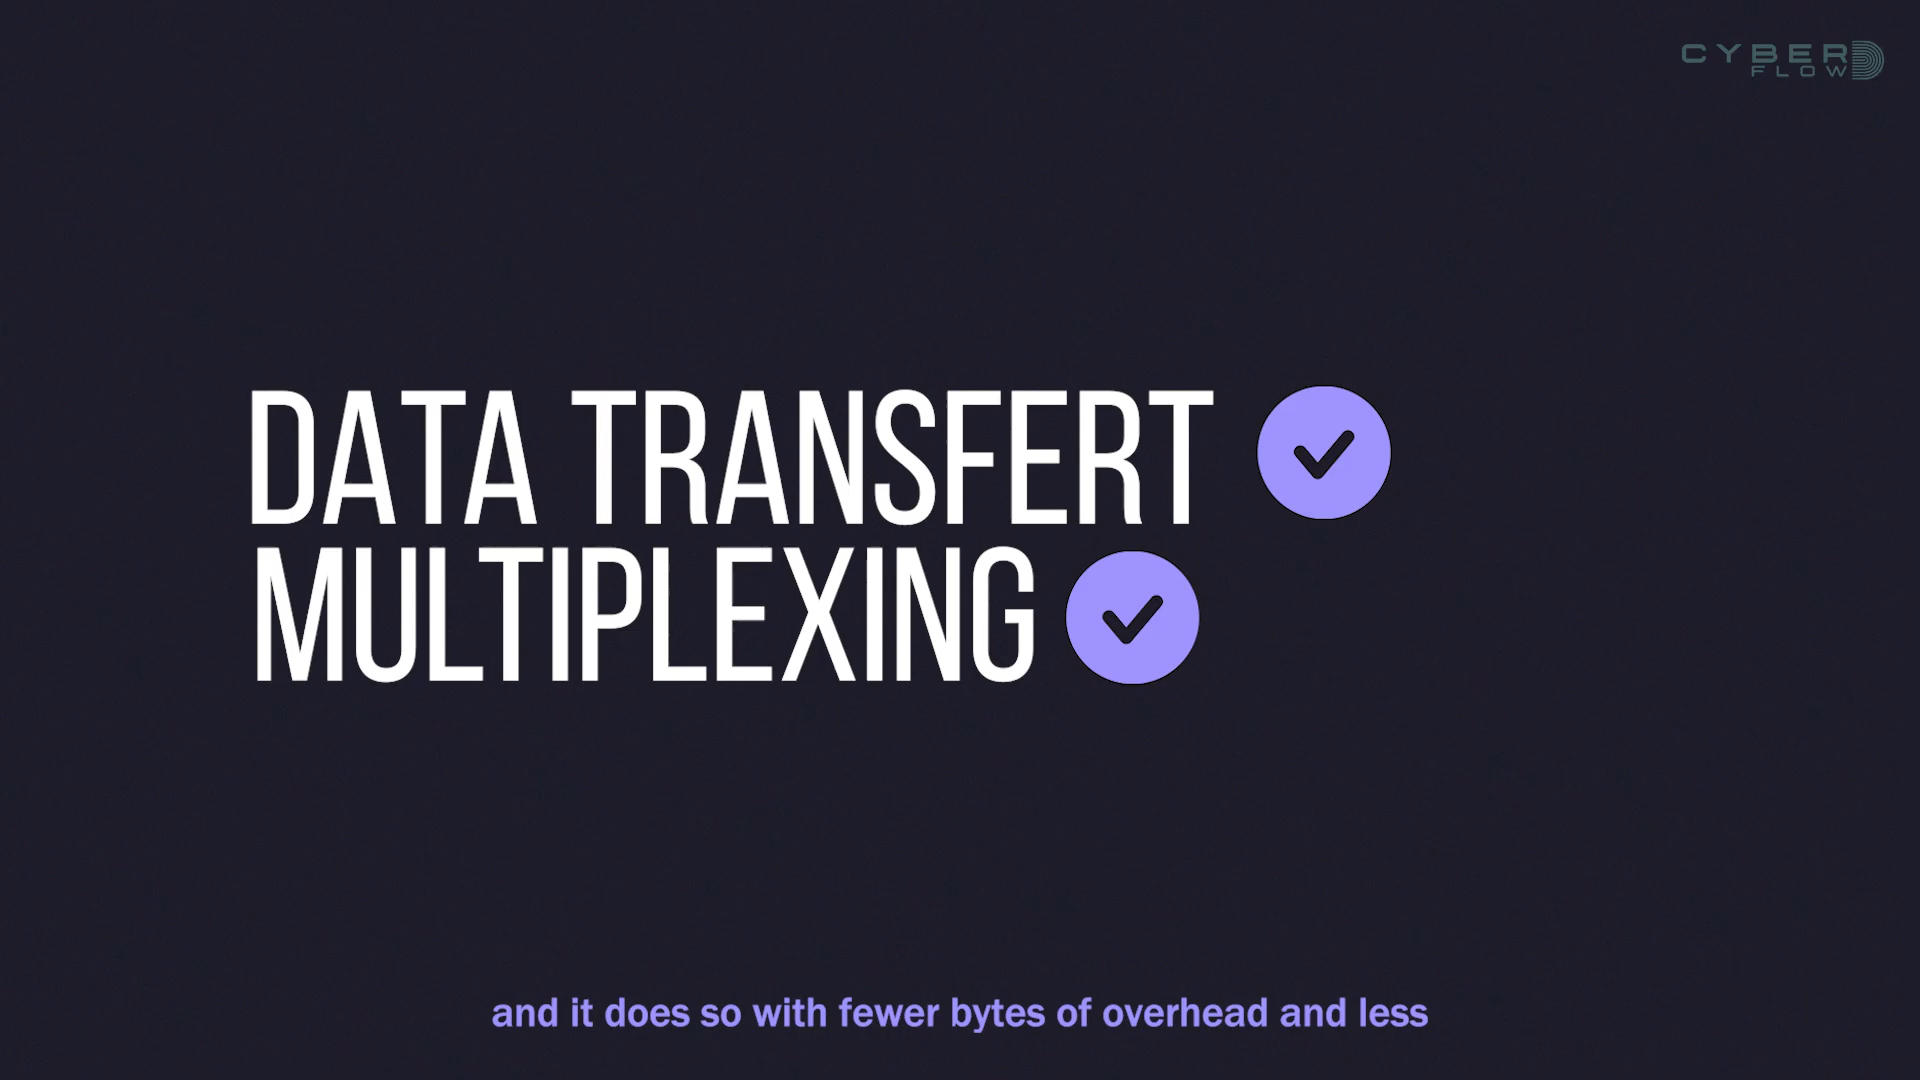 CYBER
FLOW
DATA TRANSFERT
MULTIPLEXING
and it does so with fewer bytes of overhead and less